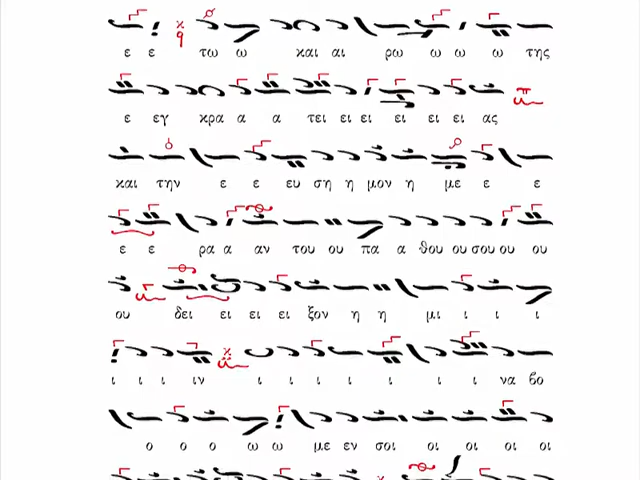 ε ε τω ω και αι ρω ω ω ω της
ε εγ κρα α α τει ει ει ει ει ει ας
και την ε ε ευ ση η μον η με ε ε
ε ε ρα α αν του ου πα α θου ου σου ου ου
ου δει ει ει ει ξον η η μι ι ι ι
ι ι ι ιν ι ι ι ι ι ι ι να βο
ο ο ο ω ω με εν σοι οι οι οι οι